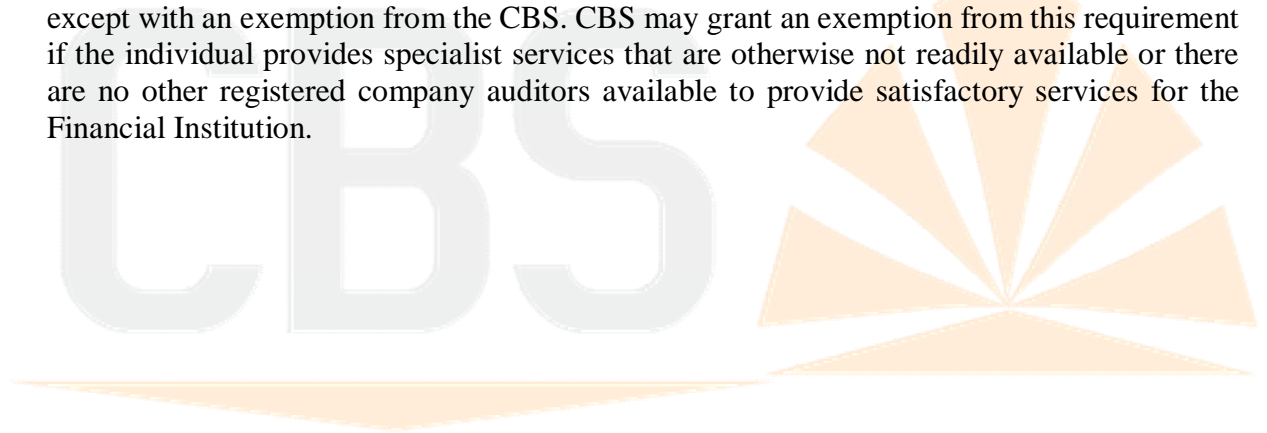 except with an exemption from the CBS. CBS may grant an exemption from this requirement
if the individual provides specialist services that are otherwise not readily available or there
are no other registered company auditors available to provide satisfactory services for the
Financial Institution.
CBS